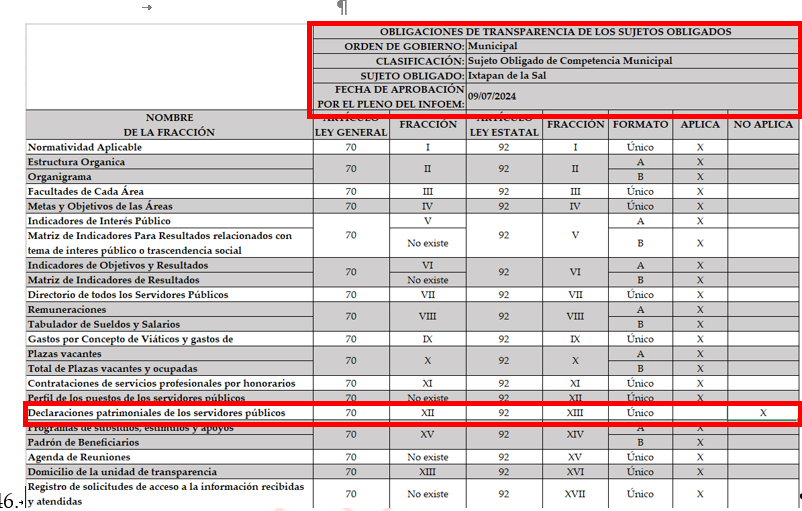 OBLIGACIONES DE TRANSPARENCIA DE LOS SUJETOS OBLIGADOS
ORDEN DE GOBIERNO: Municipal
CLASIFICACIÓN: Sujeto Obligado de Competencia Municipal
SUJETO OBLIGADO: Ixtapan de la Sal
FECHA DE APROBACIÓN
POR EL PLENO DEL INFOEM: 09/07/2024
NOMBRE
DE LA FRACCIÓN
ARTÍCULO
LEY GENERAL
FRACCIÓN
ARTÍCULO
LEY ESTATAL
FRACCIÓN
FORMATO
APLICA
NO APLICA
Normatividad Aplicable 70 I 92 I Único X
Estructura Organica 70 II 92 II A X
Organigrama B X
Facultades de Cada Área 70 III 92 III Único X
Metas y Objetivos de las Áreas 70 IV 92 IV Único X
Indicadores de Interés Público 70 V 92 V A X
Matriz de Indicadores Para Resultados relacionados con
tema de interes público o trascendencia social No existe B X
Indicadores de Objetivos y Resultados 70 VI 92 VI A X
Matriz de Indicadores de Resultados No existe B X
Directorio de todos los Servidores Públicos 70 VII 92 VII Único X
Remuneraciones 70 VIII 92 VIII A X
Tabulador de Sueldos y Salarios B X
Gastos por Concepto de Viáticos y gastos de 70 IX 92 IX Único X
Plazas vacantes 70 X 92 X A X
Total de Plazas vacantes y ocupadas B X
Contrataciones de servicios profesionales por honorarios 70 XI 92 XI Único X
Perfil de los puestos de los servidores públicos 70 No existe 92 XII Único X
Declaraciones patrimoniales de los servidores públicos 70 XII 92 XIII Único X
Programas de subsidios, estímulos y apoyos 70 XV 92 XIV A X
Padrón de Beneficiarios B X
Agenda de Reuniones 70 No existe 92 XV Único X
Domicilio de la unidad de transparencia 70 XIII 92 XVI Único X
Registro de solicitudes de acceso a la información recibidas
y atendidas 70 No existe 92 XVII Único X
46.